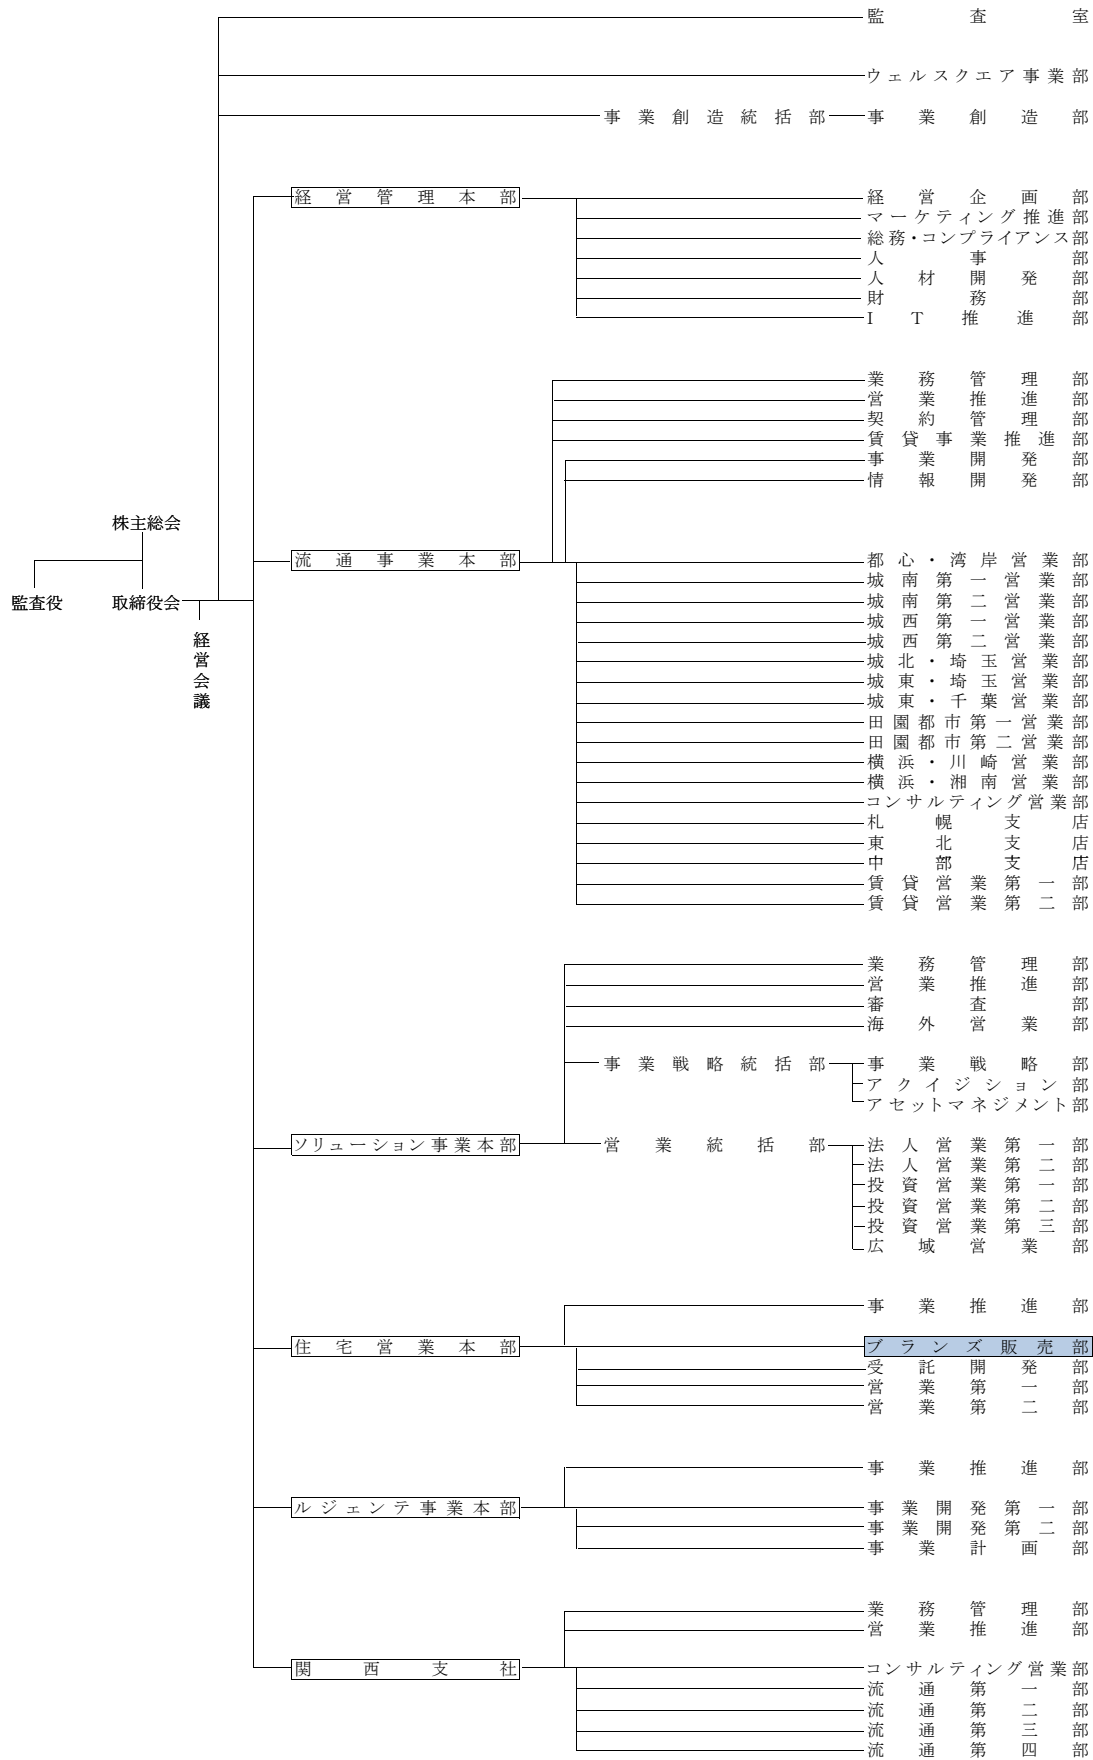 監査室
ウェルスクエア事業部
事業創造統括部 事業創造部
経営管理本部 経営企画部
マーケティング推進部
総務・コンプライアンス部
人事部
人材開発部
財務部
IT推進部
業務管理部
営業推進部
契約管理部
賃貸事業推進部
事業開発部
情報開発部
株主総会
流通事業本部 都心・湾岸営業部
城南第一営業部
監査役 取締役会 城南第二営業部
城西第一営業部
経営会議 城西第二営業部
城北・埼玉営業部
城東・埼玉営業部
城東・千葉営業部
田園都市第一営業部
田園都市第二営業部
横浜・川崎営業部
横浜・湘南営業部
コンサルティング営業部
札幌支店
東北支店
中部支店
賃貸営業第一部
賃貸営業第二部
業務管理部
営業推進部
審査部
海外営業部
事業戦略統括部 事業戦略部
アクイジション部
アセットマネジメント部
ソリューション事業本部 営業統括部 法人営業第一部
法人営業第二部
投資営業第一部
投資営業第二部
投資営業第三部
広域営業部
事業推進部
住宅営業本部 ブランズ販売部
受託開発部
営業第一部
営業第二部
事業推進部
ルジェンテ事業本部 事業開発第一部
事業開発第二部
事業計画部
業務管理部
営業推進部
関西支社 コンサルティング営業部
流通第一部
流通第二部
流通第三部
流通第四部